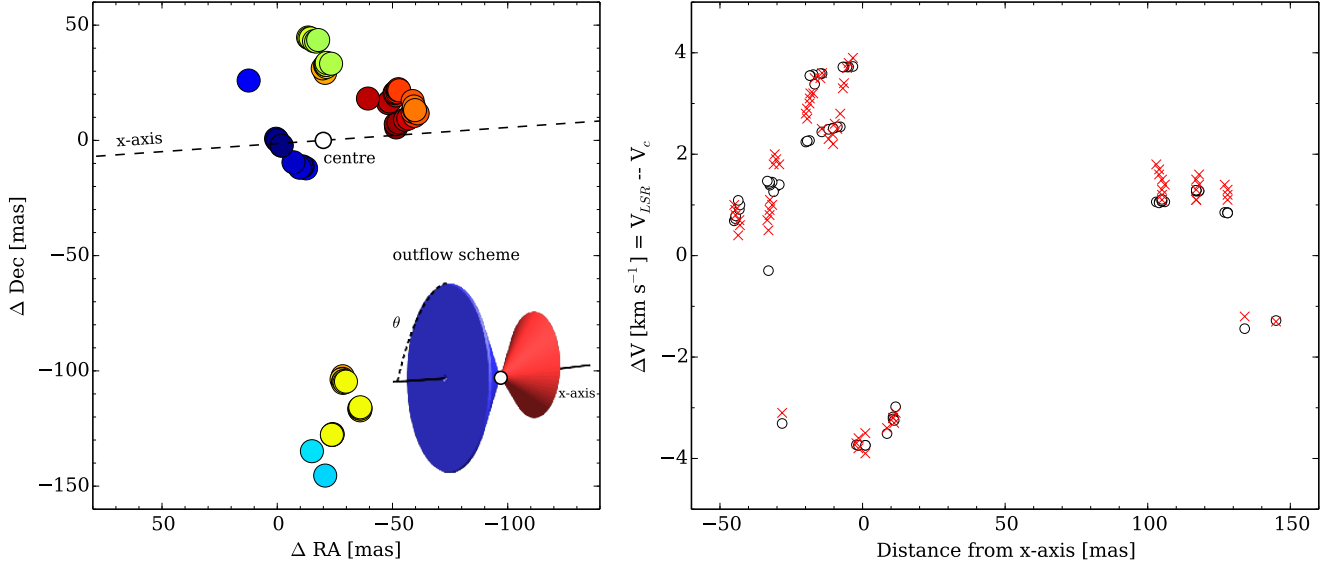 50
0
−50
−100
−150
Δ Dec [mas]
50
0
−50
−100
Δ RA [mas]
x-axis
centre
outflow scheme
θ
x-axis
4
2
0
−2
−4
ΔV [km s⁻¹] = V_LSR -- V_c
−50
0
50
100
150
Distance from x-axis [mas]